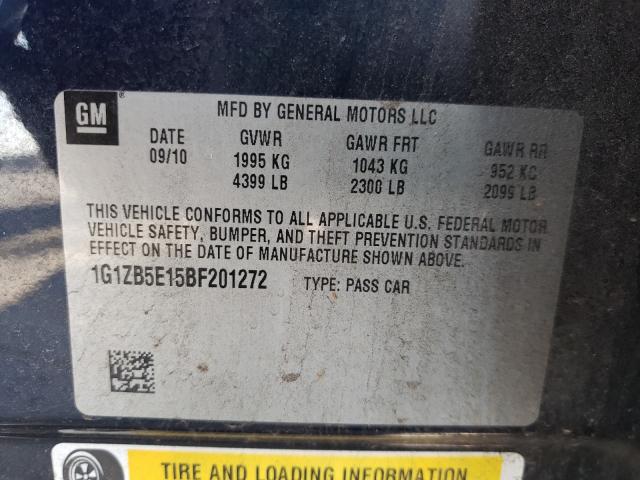 GM
MFD BY GENERAL MOTORS LLC
DATE GVWR GAWR FRT GAWR RR
09/10 1995 KG 1043 KG 952 KG
4399 LB 2300 LB 2099 LB
THIS VEHICLE CONFORMS TO ALL APPLICABLE U.S. FEDERAL MOTOR
VEHICLE SAFETY, BUMPER, AND THEFT PREVENTION STANDARDS IN
EFFECT ON THE DATE OF MANUFACTURE SHOWN ABOVE.
1G1ZB5E15BF201272 TYPE: PASS CAR
TIRE AND LOADING INFORMATION